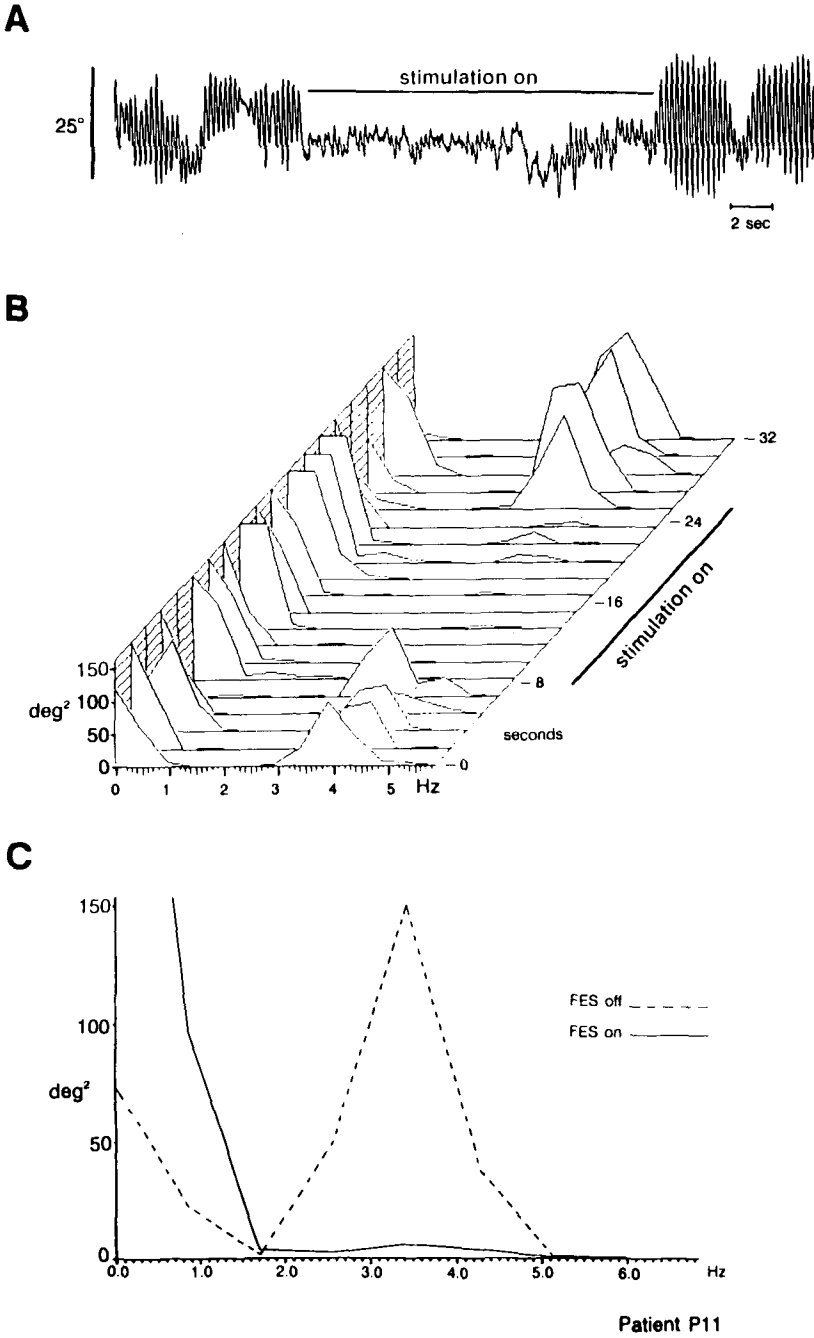 A
stimulation on
25°
2 sec
B
32
24
16
8
0
stimulation on
seconds
150
100
deg²
50
0
0 1 2 3 4 5 Hz
C
150
100
deg²
50
0
0.0 1.0 2.0 3.0 4.0 5.0 6.0 Hz
FES off
FES on
Patient P11